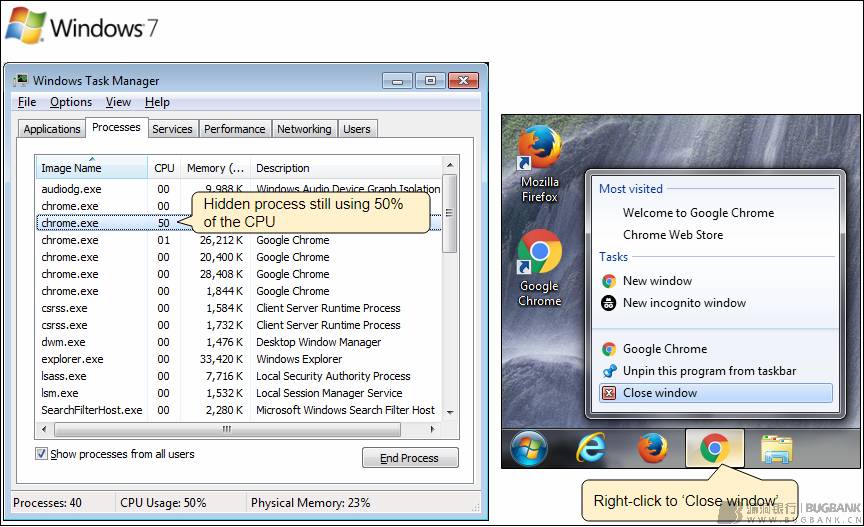 Windows 7
Windows Task Manager
File Options View Help
Applications Processes Services Performance Networking Users
Image Name CPU Memory (... Description
audiodg.exe 00 9,988 K Windows Audio Device Graph Isolation
chrome.exe 00
chrome.exe 50
Hidden process still using 50%
of the CPU
chrome.exe 01 26,212 K Google Chrome
chrome.exe 00 20,400 K Google Chrome
chrome.exe 00 28,408 K Google Chrome
chrome.exe 00 1,844 K Google Chrome
csrss.exe 00 1,584 K Client Server Runtime Process
csrss.exe 00 1,732 K Client Server Runtime Process
dwm.exe 00 1,476 K Desktop Window Manager
explorer.exe 00 33,420 K Windows Explorer
lsass.exe 00 7,716 K Local Security Authority Process
lsm.exe 00 1,532 K Local Session Manager Service
SearchFilterHost.exe 00 2,280 K Microsoft Windows Search Filter Host
Show processes from all users
End Process
Processes: 40 CPU Usage: 50% Physical Memory: 23%
Mozilla
Firefox
Google
Chrome
Most visited
Welcome to Google Chrome
Chrome Web Store
Tasks
New window
New incognito window
Google Chrome
Unpin this program from taskbar
Close window
Right-click to ‘Close window’
BUGBANK
WWW.BUGBANK.CN